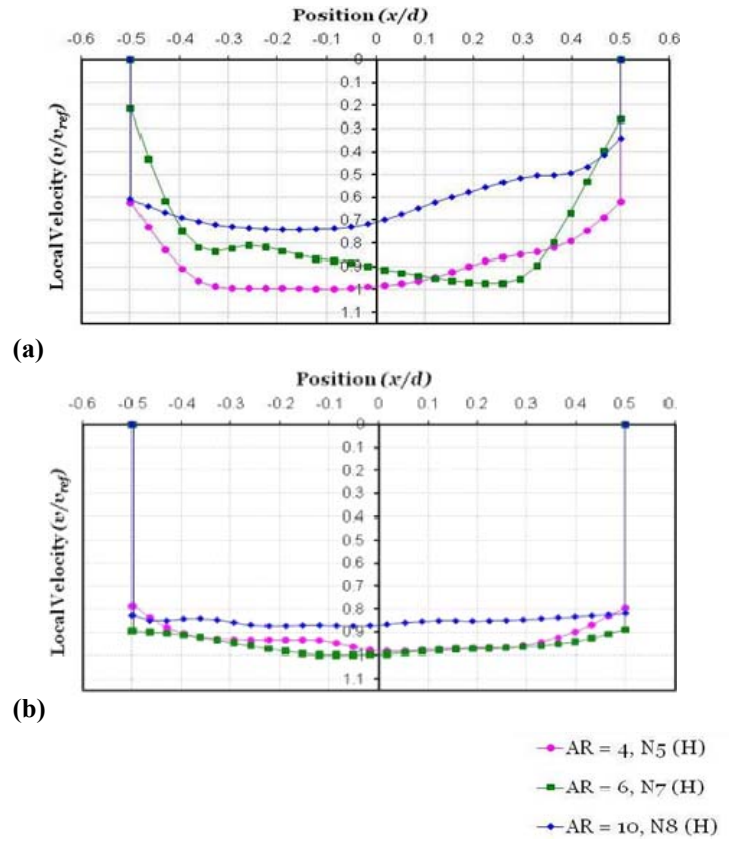 Position (x/d)
-0.6 -0.5 -0.4 -0.3 -0.2 -0.1 0 0.1 0.2 0.3 0.4 0.5 0.6
0
0.1
0.2
0.3
0.4
0.5
0.6
0.7
0.8
0.9
1
1.1
Local Velocity (v/vref)
(a)
Position (x/d)
-0.6 -0.5 -0.4 -0.3 -0.2 -0.1 0 0.1 0.2 0.3 0.4 0.5 0.
0
0.1
0.2
0.3
0.4
0.5
0.6
0.7
0.8
0.9
1
1.1
Local Velocity (v/vref)
(b)
AR = 4, N5 (H)
AR = 6, N7 (H)
AR = 10, N8 (H)